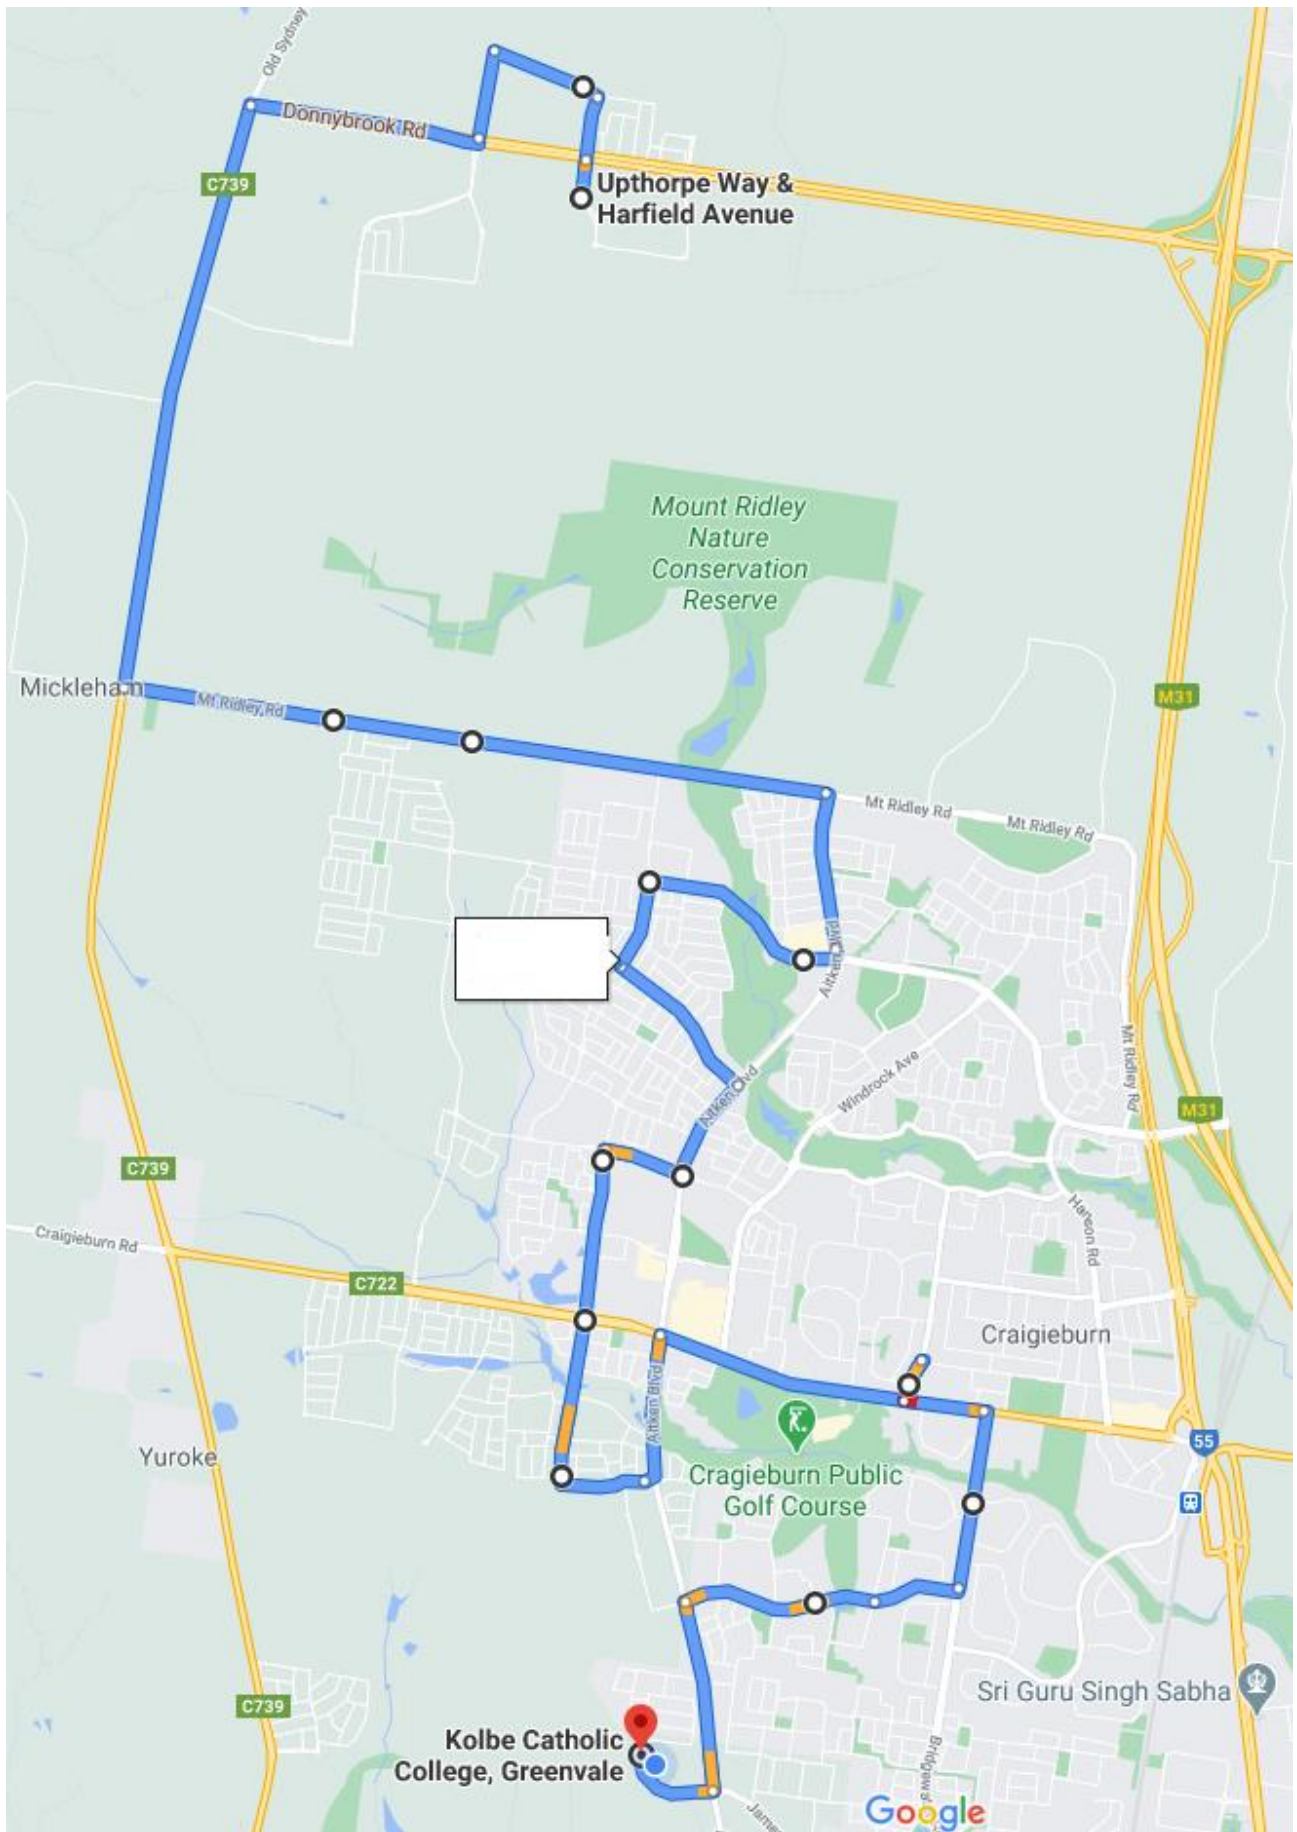 Old Sydney
Donnybrook Rd
C739
Upthorpe Way &
Harfield Avenue
Mount Ridley
Nature
Conservation
Reserve
Mickleham
Mt Ridley Rd
M31
Mt Ridley Rd
Mt Ridley Rd
Aitken Blvd
Mt Ridley Rd
Windrock Ave
Aitken Blvd
M31
C739
Hanson Rd
Craigieburn Rd
C722
Craigieburn
Aitken Blvd
K.
55
Yuroke
Cragieburn Public
Golf Course
Sri Guru Singh Sabha
C739
Kolbe Catholic
College, Greenvale
Google